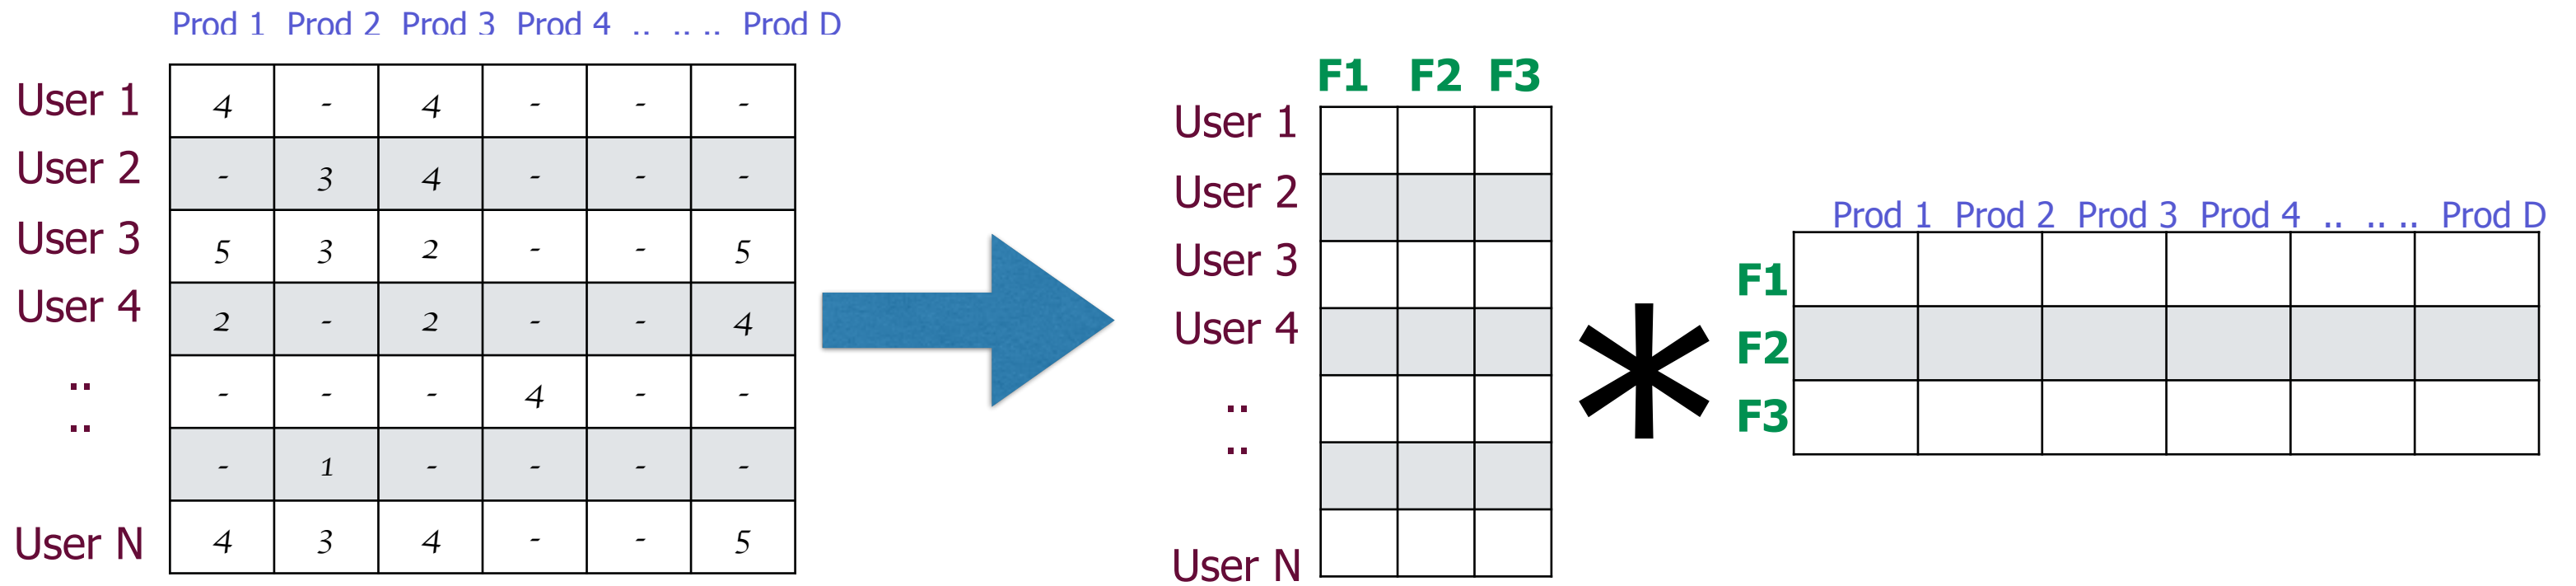 Prod 1 Prod 2 Prod 3 Prod 4 .. .. .. Prod D
User 1 4 - 4 - - -
User 2 - 3 4 - - -
User 3 5 3 2 - - 5
User 4 2 - 2 - - 4
.. - - - 4 - -
.. - 1 - - - -
User N 4 3 4 - - 5
F1 F2 F3
User 1
User 2
User 3
User 4
..
..
User N
*
Prod 1 Prod 2 Prod 3 Prod 4 .. .. .. Prod D
F1
F2
F3